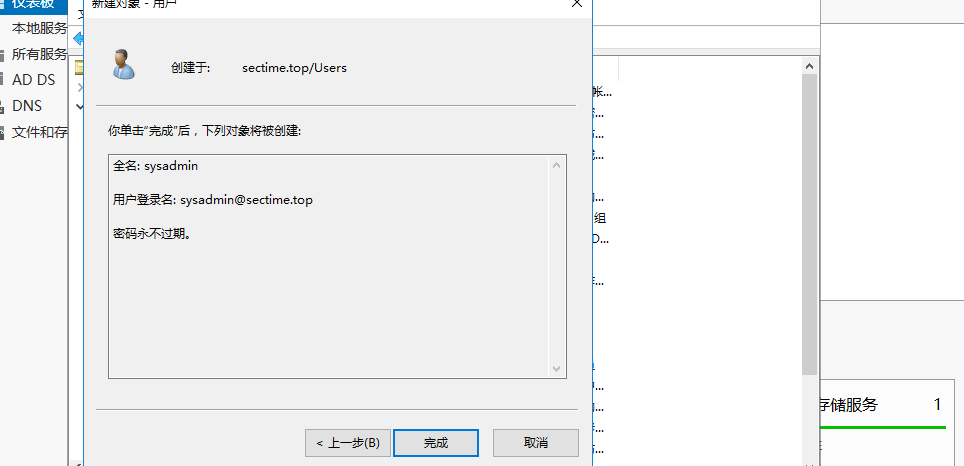 仪表板
本地服务
所有服务
AD DS
DNS
文件和存
新建对象 - 用户
创建于:
sectime.top/Users
你单击“完成”后，下列对象将被创建:
全名: sysadmin
用户登录名: sysadmin@sectime.top
密码永不过期。
< 上一步(B)
完成
取消
帐...
组
D...
存储服务
1